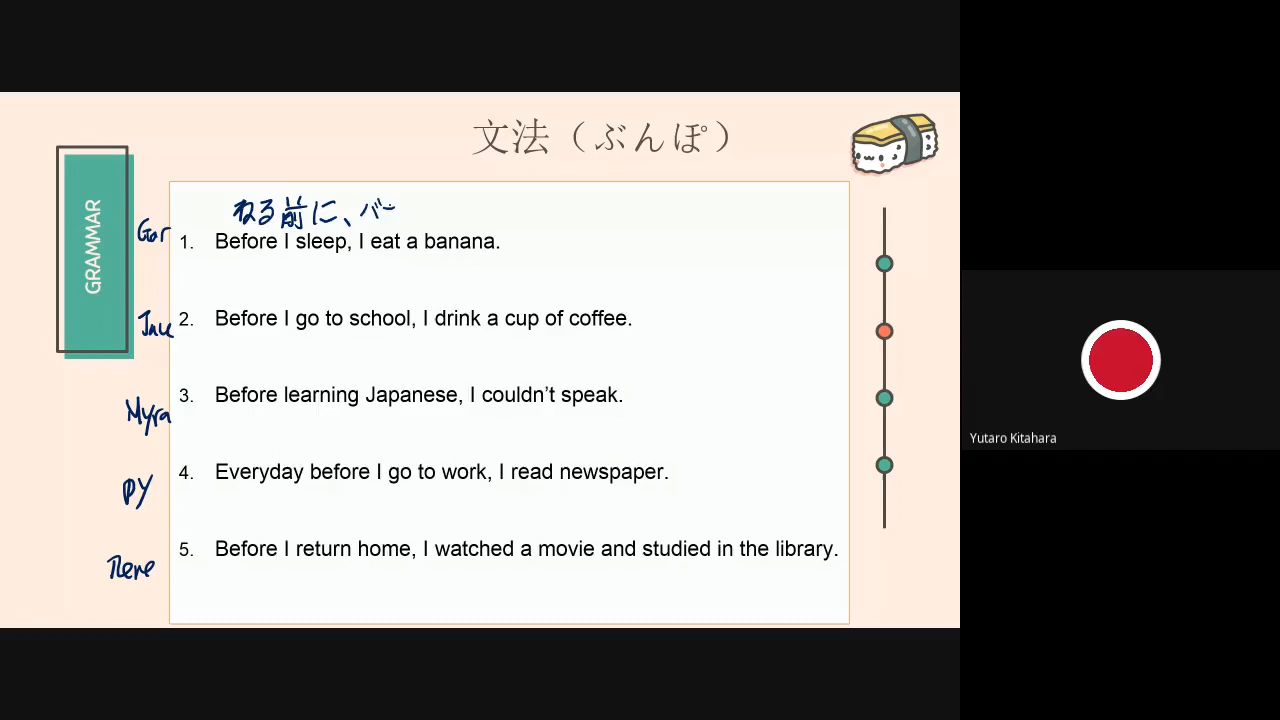 文法（ぶんぽ）
GRAMMAR
ねる前に、バ
Gar
1. Before I sleep, I eat a banana.
2. Before I go to school, I drink a cup of coffee.
Myra
3. Before learning Japanese, I couldn’t speak.
PY
4. Everyday before I go to work, I read newspaper.
5. Before I return home, I watched a movie and studied in the library.
Yutaro Kitahara